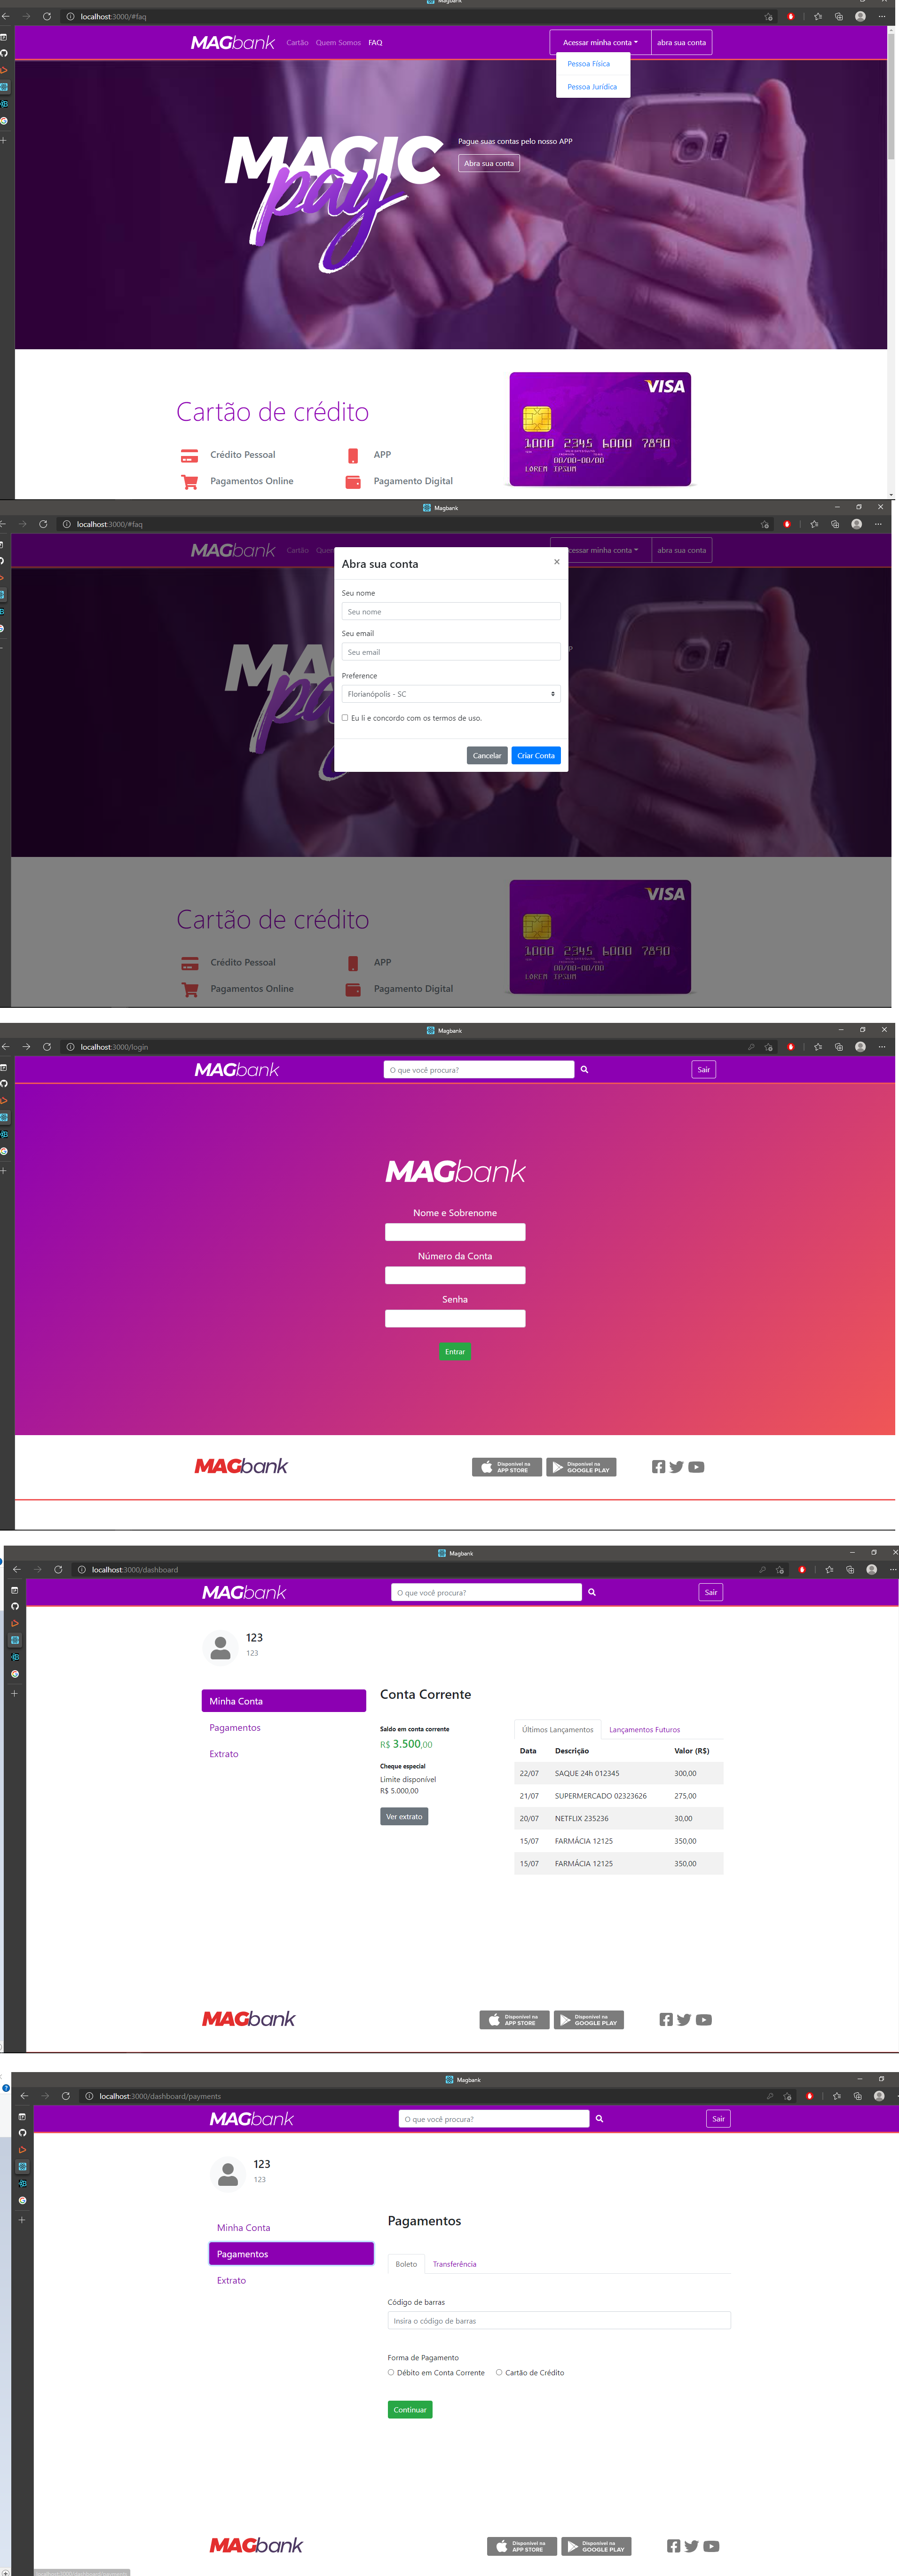 Magbank
localhost:3000/#faq
MAGbank Cartão Quem Somos FAQ Acessar minha conta abra sua conta
Pessoa Física
Pessoa Jurídica
MAGIC
pay
Pague suas contas pelo nosso APP
Abra sua conta
Cartão de crédito
Crédito Pessoal
APP
Pagamentos Online
Pagamento Digital
VISA
1000 2345 6000 7890
00/00-00/00
LOREM IPSUM
Magbank
localhost:3000/#faq
MAGbank Cartão Quem
Acessar minha conta abra sua conta
Abra sua conta ×
Seu nome
Seu nome
Seu email
Seu email
Preference
Florianópolis - SC
Eu li e concordo com os termos de uso.
Cancelar Criar Conta
Cartão de crédito
Crédito Pessoal
APP
Pagamentos Online
Pagamento Digital
VISA
1000 2345 6000 7890
00/00-00/00
LOREM IPSUM
Magbank
localhost:3000/login
MAGbank O que você procura? Sair
MAGbank
Nome e Sobrenome
Número da Conta
Senha
Entrar
MAGbank
Disponível na
APP STORE
Disponível na
GOOGLE PLAY
Magbank
localhost:3000/dashboard
MAGbank O que você procura? Sair
123
123
Minha Conta
Pagamentos
Extrato
Conta Corrente
Saldo em conta corrente
R$ 3.500,00
Cheque especial
Limite disponível
R$ 5.000,00
Ver extrato
Últimos Lançamentos Lançamentos Futuros
Data Descrição Valor (R$)
22/07 SAQUE 24h 012345 300,00
21/07 SUPERMERCADO 02323626 275,00
20/07 NETFLIX 235236 30,00
15/07 FARMÁCIA 12125 350,00
15/07 FARMÁCIA 12125 350,00
MAGbank
Disponível na
APP STORE
Disponível na
GOOGLE PLAY
Magbank
localhost:3000/dashboard/payments
MAGbank O que você procura? Sair
123
123
Minha Conta
Pagamentos
Extrato
Pagamentos
Boleto Transferência
Código de barras
Insira o código de barras
Forma de Pagamento
Débito em Conta Corrente Cartão de Crédito
Continuar
MAGbank
Disponível na
APP STORE
Disponível na
GOOGLE PLAY
localhost:3000/dashboard/payments